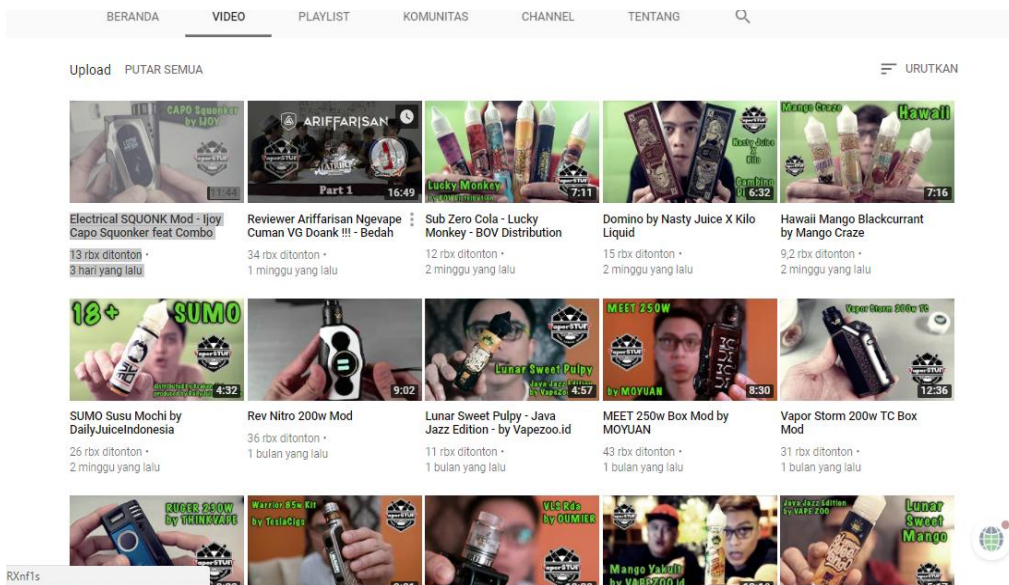 BERANDA VIDEO PLAYLIST KOMUNITAS CHANNEL TENTANG
Upload PUTAR SEMUA URUTKAN
CAPO Squonker
by IJOY
11:44
ARIFFARISAN
Part 1
16:49
Lucky Monkey
7:11
Nasty Juice
X
Kilo
6:32
Mango Craze
Hawaii
7:16
Electrical SQUONK Mod - Ijoy
Capo Squonker feat Combo
13 rbx ditonton •
3 hari yang lalu
Reviewer Ariffarisan Ngevape
Cuman VG Doank !!! - Bedah
34 rbx ditonton •
1 minggu yang lalu
Sub Zero Cola - Lucky
Monkey - BOV Distribution
12 rbx ditonton •
2 minggu yang lalu
Domino by Nasty Juice X Kilo
Liquid
15 rbx ditonton •
2 minggu yang lalu
Hawaii Mango Blackcurrant
by Mango Craze
9,2 rbx ditonton •
2 minggu yang lalu
18+ SUMO
4:32
9:02
Lunar Sweet Pulpy
Java Jazz Edition
4:57
MEET 250W
by MOYUAN
8:30
Vapor Storm 200w TC
12:36
SUMO Susu Mochi by
DailyJuiceIndonesia
26 rbx ditonton •
2 minggu yang lalu
Rev Nitro 200w Mod
36 rbx ditonton •
1 bulan yang lalu
Lunar Sweet Pulpy - Java
Jazz Edition - by Vapezoo.id
11 rbx ditonton •
1 bulan yang lalu
MEET 250w Box Mod by
MOYUAN
43 rbx ditonton •
1 bulan yang lalu
Vapor Storm 200w TC Box
Mod
31 rbx ditonton •
1 bulan yang lalu
RUGER 230W
by THINKVAPE
Warrior 85w Kit
by TeslaCigs
VLS Rda
by OUMIER
Mango Yakult
by VAPEZOO.id
Java Jazz Edition
by VAPE ZOO
Lunar
Sweet
Mango
RXnf1s